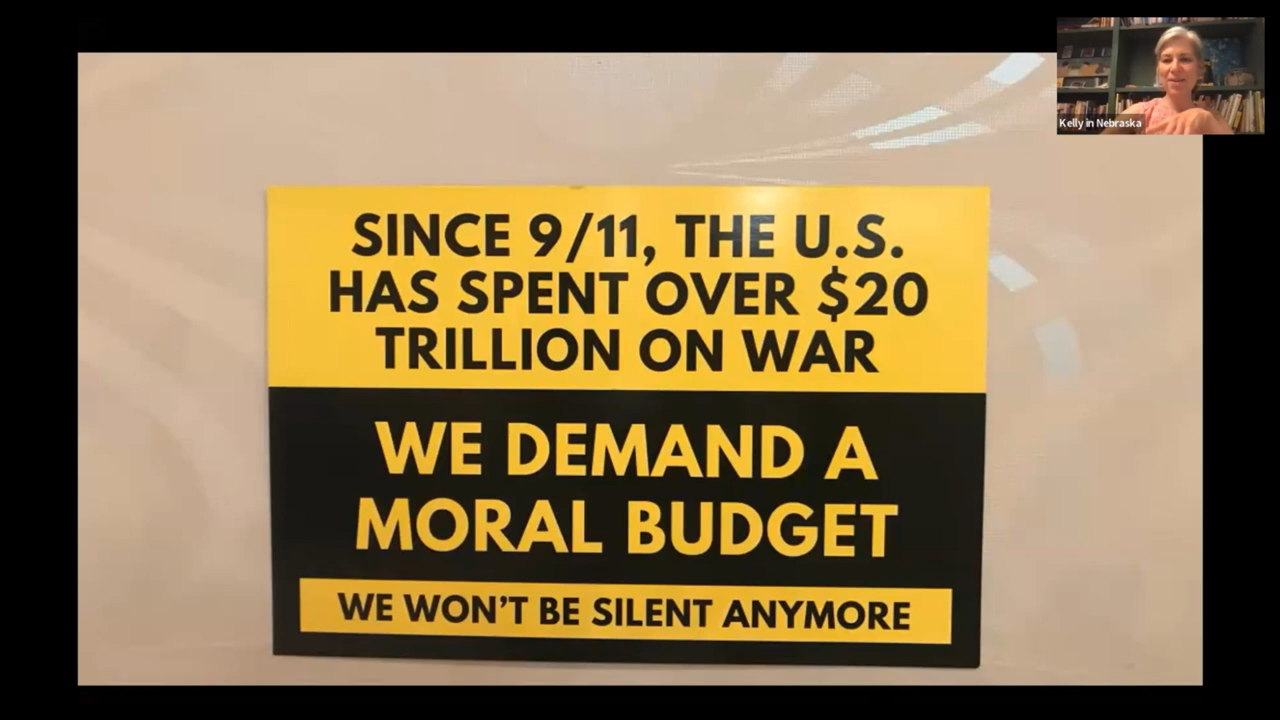 Kelly in Nebraska
SINCE 9/11, THE U.S.
HAS SPENT OVER $20
TRILLION ON WAR
WE DEMAND A
MORAL BUDGET
WE WON'T BE SILENT ANYMORE